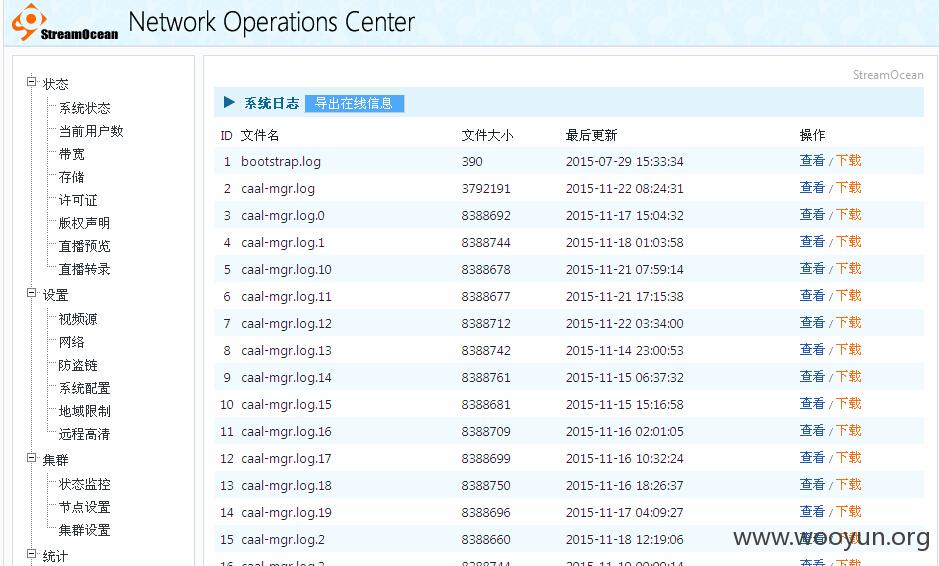 StreamOcean Network Operations Center
状态
系统状态
当前用户数
带宽
存储
许可证
版权声明
直播预览
直播转录
设置
视频源
网络
防盗链
系统配置
地域限制
远程高清
集群
状态监控
节点设置
集群设置
统计
StreamOcean
系统日志 导出在线信息
ID 文件名 文件大小 最后更新 操作
1 bootstrap.log 390 2015-07-29 15:33:34 查看 / 下载
2 caal-mgr.log 3792191 2015-11-22 08:24:31 查看 / 下载
3 caal-mgr.log.0 8388692 2015-11-17 15:04:32 查看 / 下载
4 caal-mgr.log.1 8388744 2015-11-18 01:03:58 查看 / 下载
5 caal-mgr.log.10 8388678 2015-11-21 07:59:14 查看 / 下载
6 caal-mgr.log.11 8388677 2015-11-21 17:15:38 查看 / 下载
7 caal-mgr.log.12 8388712 2015-11-22 03:34:00 查看 / 下载
8 caal-mgr.log.13 8388742 2015-11-14 23:00:53 查看 / 下载
9 caal-mgr.log.14 8388761 2015-11-15 06:37:32 查看 / 下载
10 caal-mgr.log.15 8388681 2015-11-15 15:16:58 查看 / 下载
11 caal-mgr.log.16 8388709 2015-11-16 02:01:05 查看 / 下载
12 caal-mgr.log.17 8388699 2015-11-16 10:32:24 查看 / 下载
13 caal-mgr.log.18 8388750 2015-11-16 18:26:37 查看 / 下载
14 caal-mgr.log.19 8388696 2015-11-17 04:09:27 查看 / 下载
15 caal-mgr.log.2 8388660 2015-11-18 12:19:06 查看 / 下载
www.wooyun.org